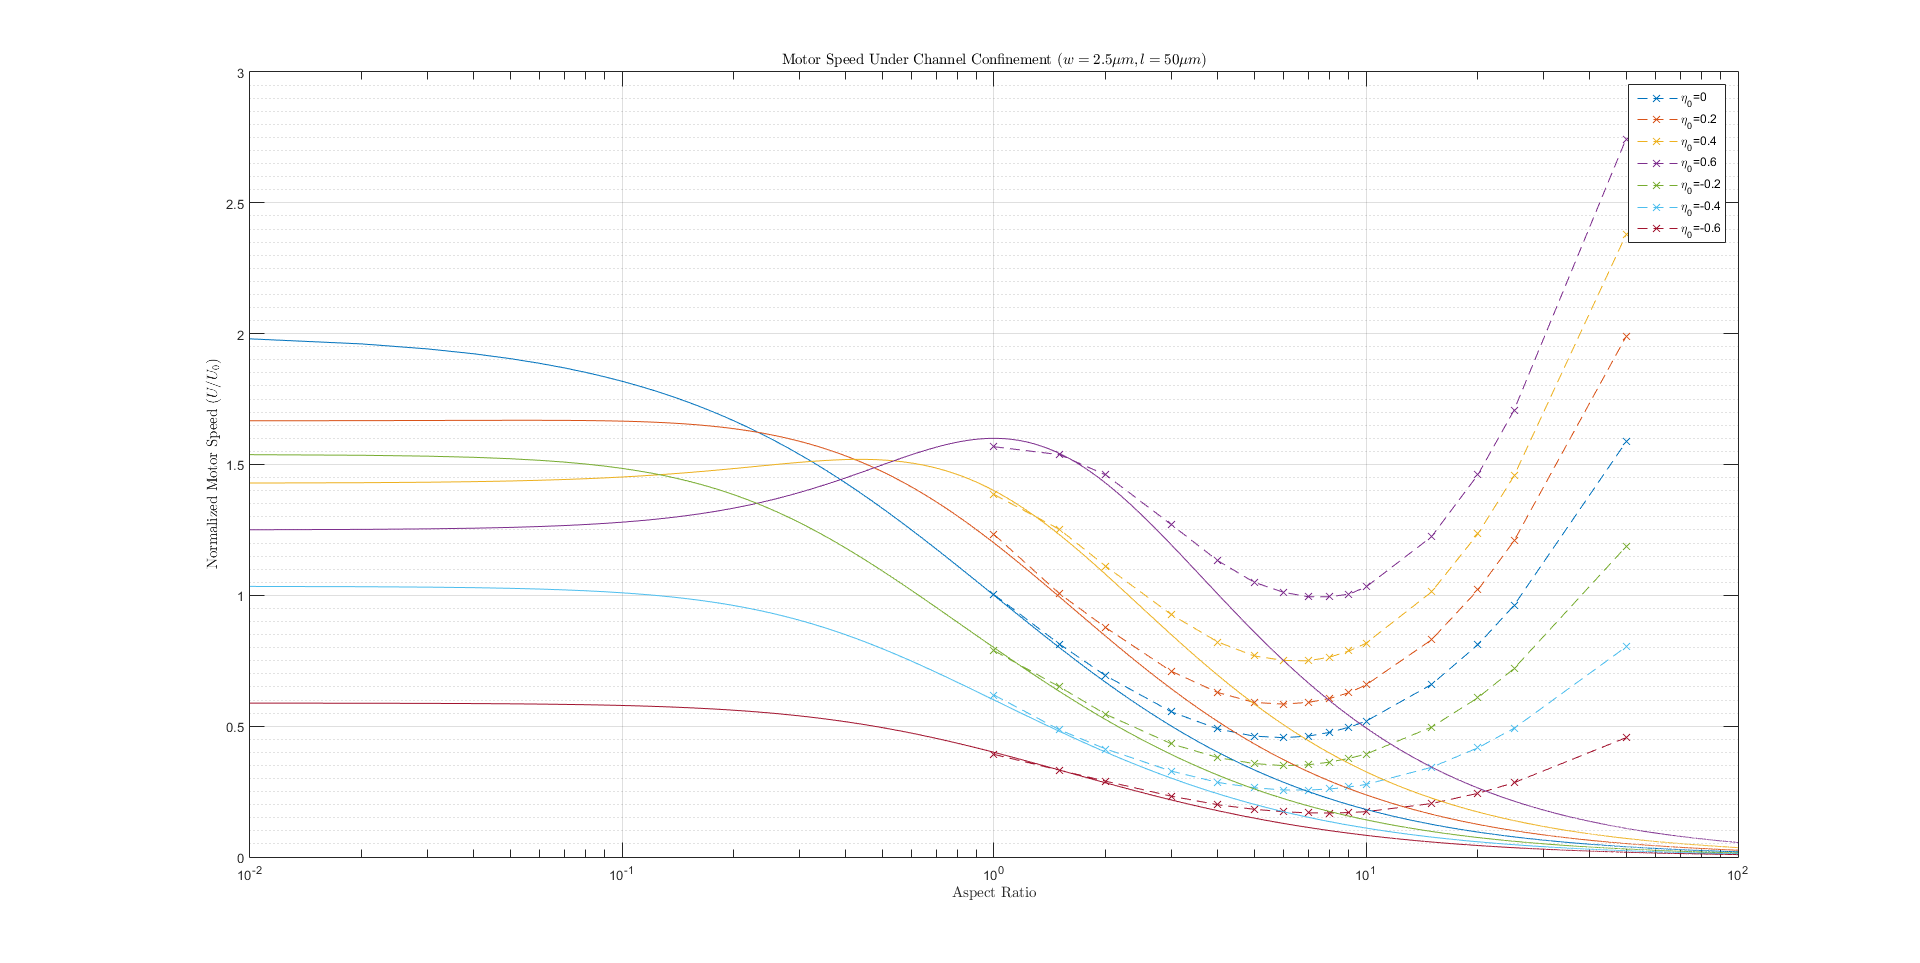 Motor Speed Under Channel Confinement (w = 2.5μm, l = 50μm)
3
2.5
2
1.5
1
0.5
0
Normalized Motor Speed (U/U₀)
10⁻²
10⁻¹
10⁰
10¹
10²
Aspect Ratio
η₀=0
η₀=0.2
η₀=0.4
η₀=0.6
η₀=-0.2
η₀=-0.4
η₀=-0.6